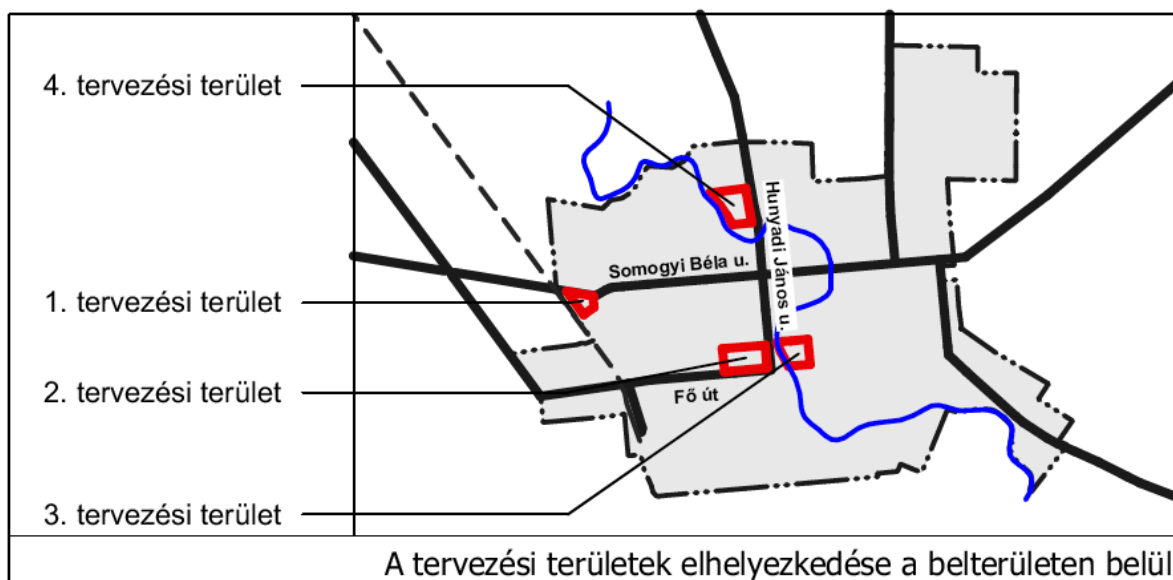 4. tervezési terület
Hunyadi János u.
Somogyi Béla u.
1. tervezési terület
2. tervezési terület
Fő út
3. tervezési terület
A tervezési területek elhelyezkedése a belterületen belül